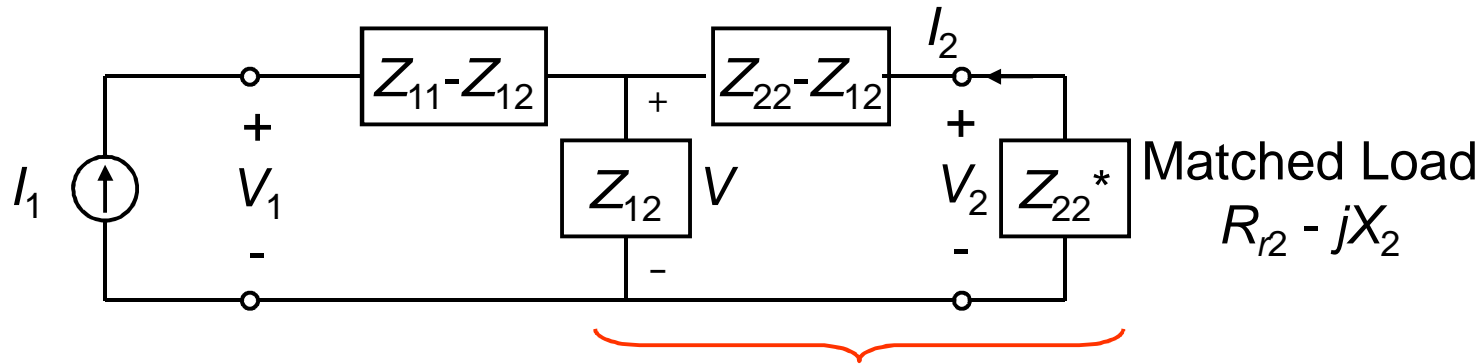 I₁
+
V₁
-
Z₁₁-Z₁₂
+
Z₁₂
V
-
Z₂₂-Z₁₂
I₂
+
V₂
-
Z₂₂*
Matched Load
Rᵣ₂ - jX₂